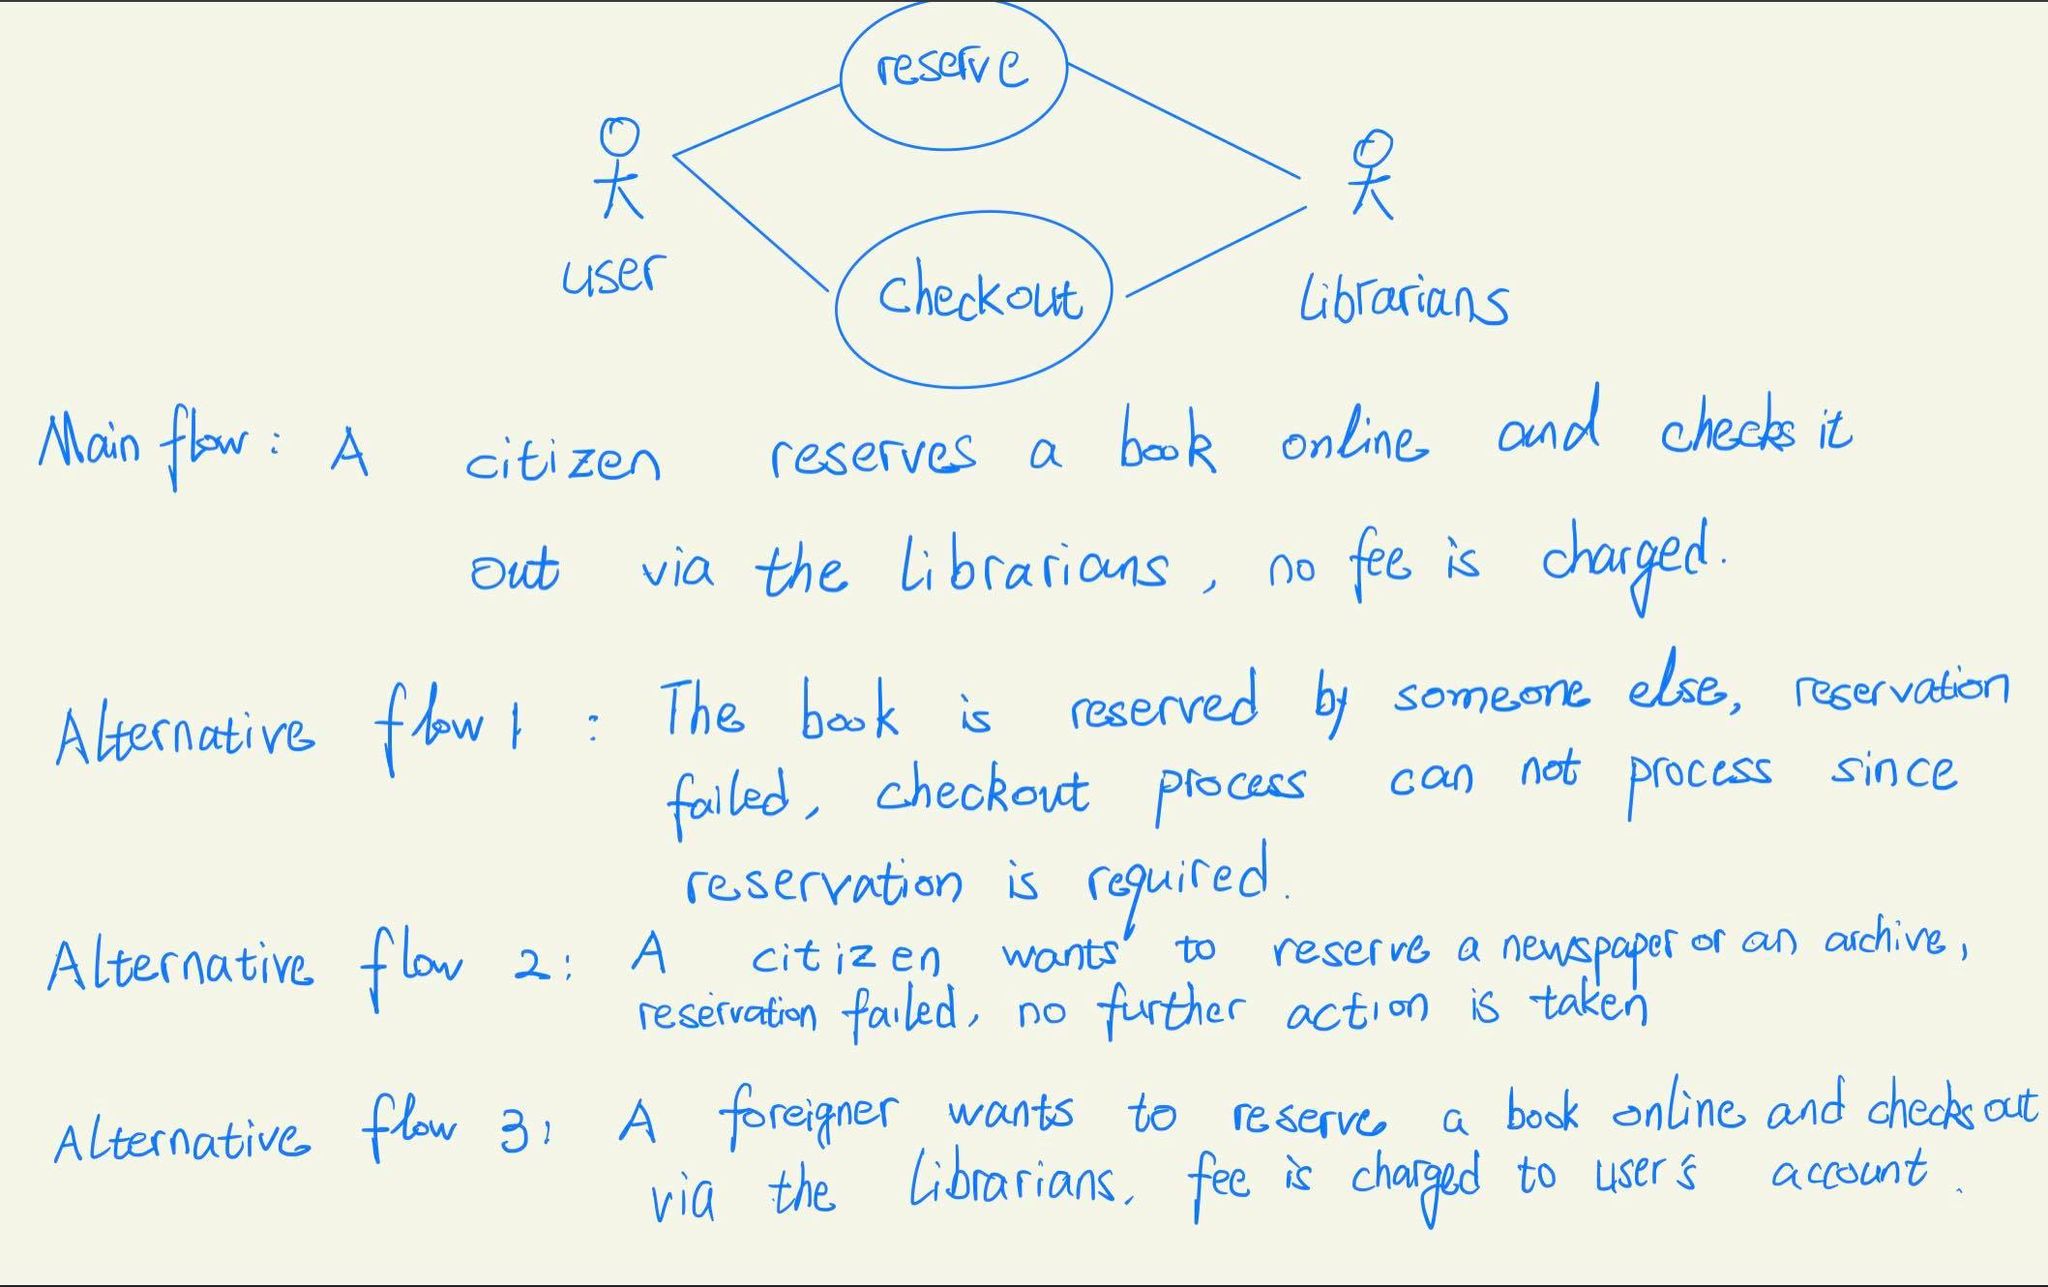 reserve
user
checkout
librarians
Main flow: A citizen reserves a book online and checks it
out via the librarians, no fee is charged.
Alternative flow 1 : The book is reserved by someone else, reservation
failed, checkout process can not process since
reservation is required.
Alternative flow 2: A citizen wants to reserve a newspaper or an archive,
reservation failed, no further action is taken
Alternative flow 3: A foreigner wants to reserve a book online and checks out
via the librarians, fee is charged to user's account.